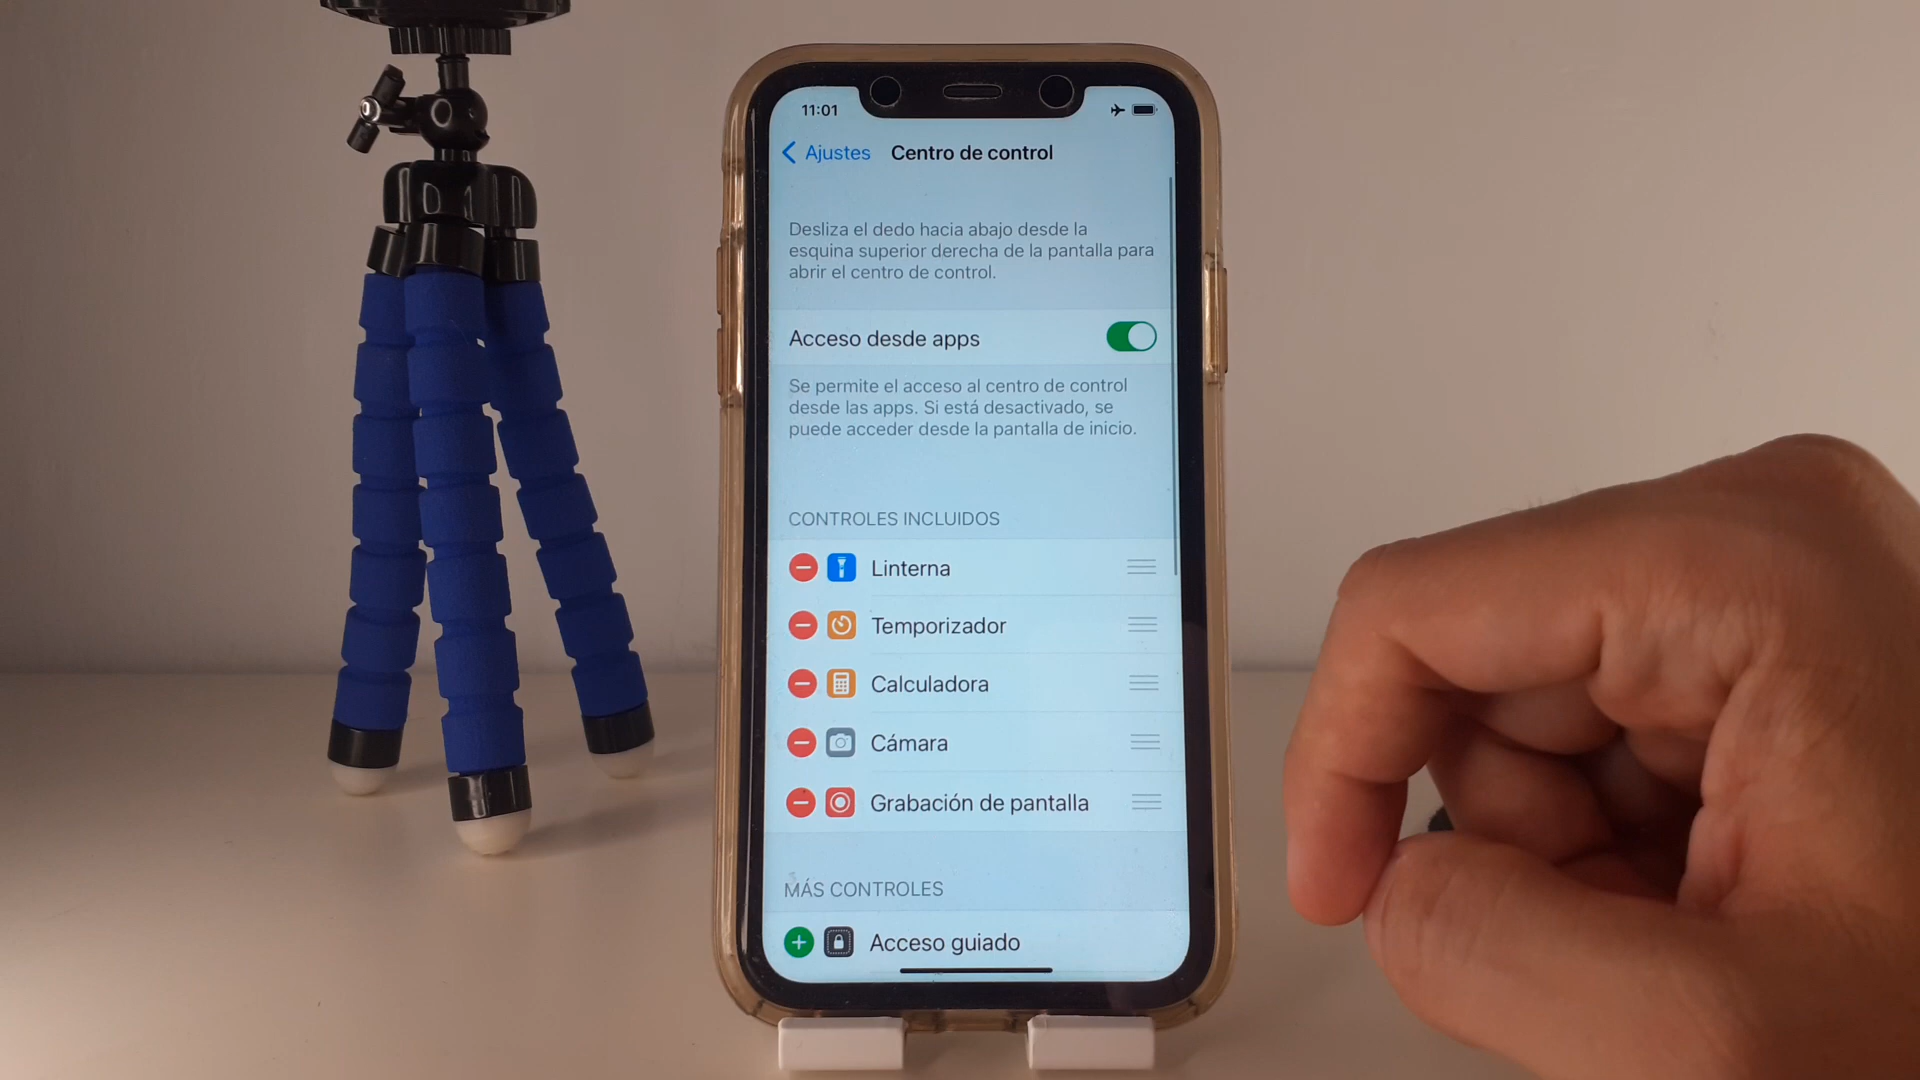 11:01
Ajustes Centro de control
Desliza el dedo hacia abajo desde la
esquina superior derecha de la pantalla para
abrir el centro de control.
Acceso desde apps
Se permite el acceso al centro de control
desde las apps. Si está desactivado, se
puede acceder desde la pantalla de inicio.
CONTROLES INCLUIDOS
Linterna
Temporizador
Calculadora
Cámara
Grabación de pantalla
MÁS CONTROLES
Acceso guiado